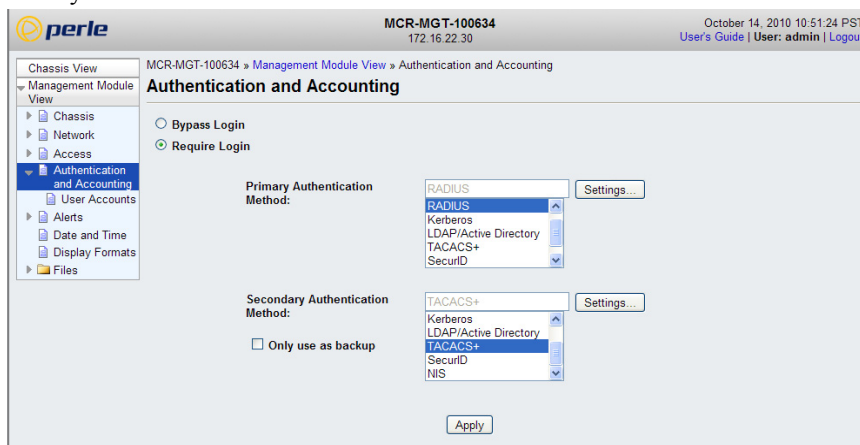 perle
MCR-MGT-100634
172.16.22.30
October 14, 2010 10:51:24 PST
User's Guide | User: admin | Logou
Chassis View
Management Module
View
Chassis
Network
Access
Authentication
and Accounting
User Accounts
Alerts
Date and Time
Display Formats
Files
MCR-MGT-100634 » Management Module View » Authentication and Accounting
Authentication and Accounting
Bypass Login
Require Login
Primary Authentication
Method:
RADIUS
Settings...
RADIUS
Kerberos
LDAP/Active Directory
TACACS+
SecurID
Secondary Authentication
Method:
TACACS+
Settings...
Kerberos
LDAP/Active Directory
TACACS+
SecurID
NIS
Only use as backup
Apply